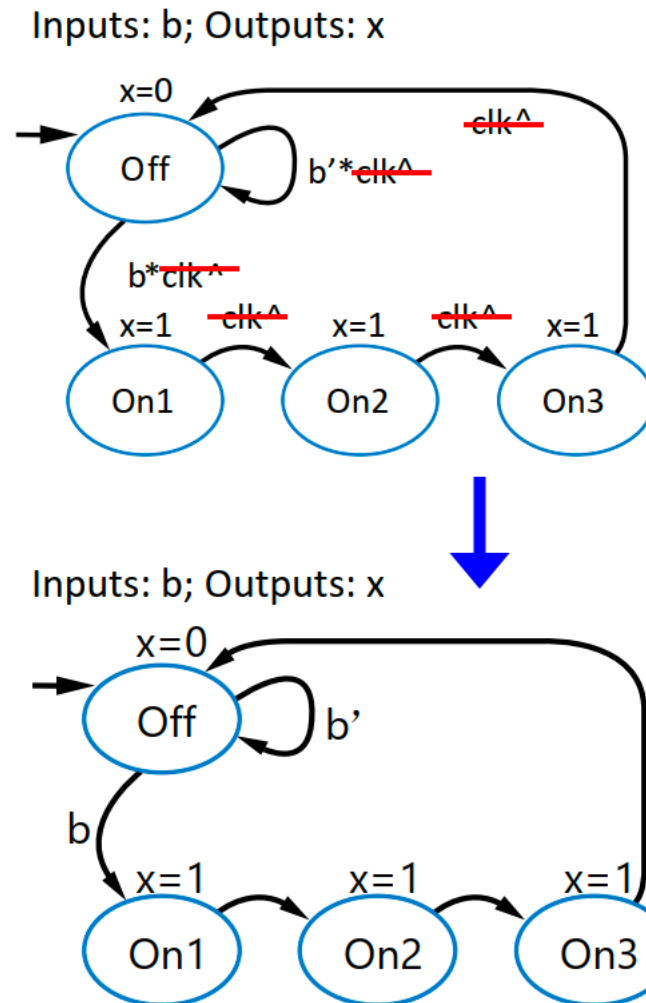 Inputs: b; Outputs: x
x=0
clk^
Off
b'*clk^
b*clk^
x=1
clk^
x=1
clk^
x=1
On1
On2
On3
Inputs: b; Outputs: x
x=0
Off
b'
b
x=1
x=1
x=1
On1
On2
On3